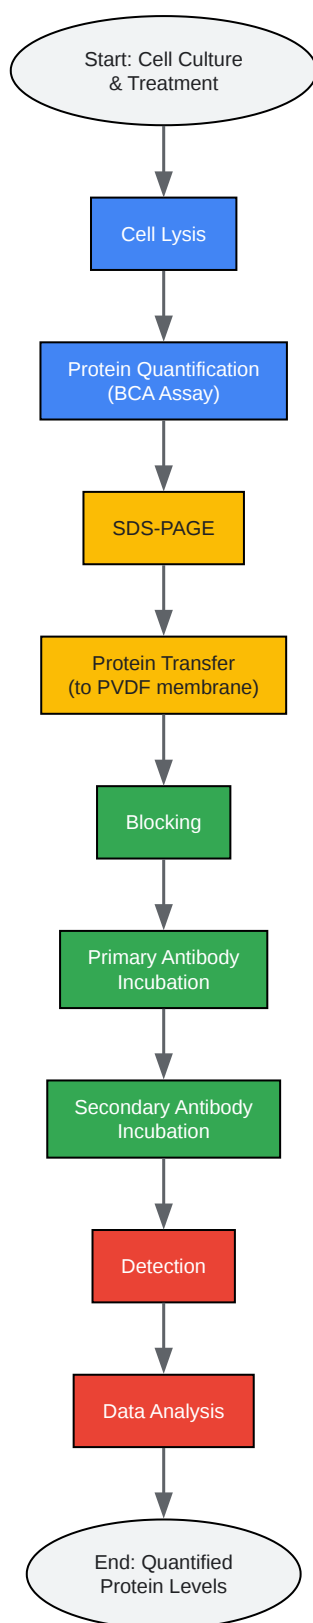 Start: Cell Culture
& Treatment
Cell Lysis
Protein Quantification
(BCA Assay)
SDS-PAGE
Protein Transfer
(to PVDF membrane)
Blocking
Primary Antibody
Incubation
Secondary Antibody
Incubation
Detection
Data Analysis
End: Quantified
Protein Levels